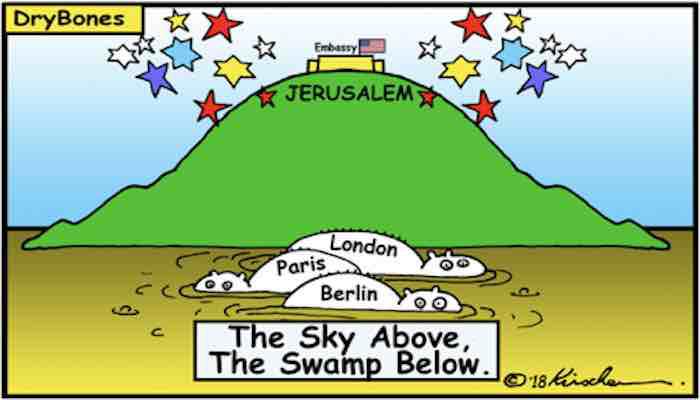 DryBones
Embassy
JERUSALEM
London
Paris
Berlin
The Sky Above,
The Swamp Below.
©'18 Kirschen